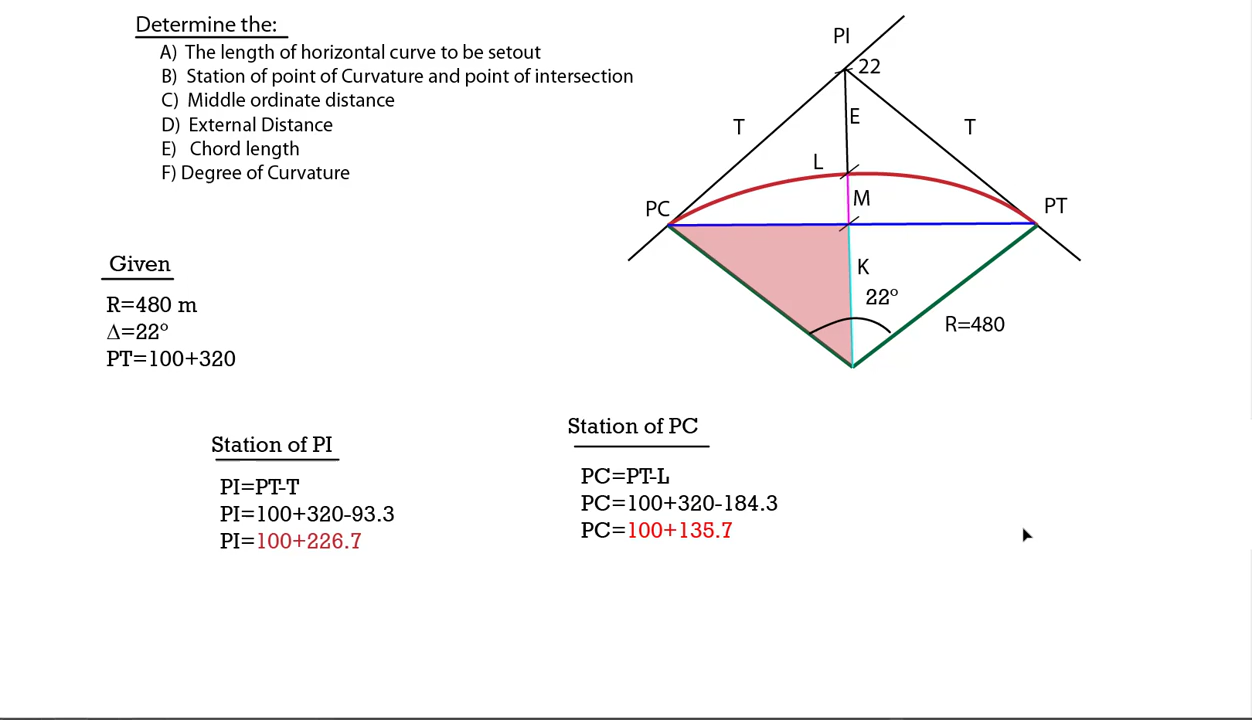 Determine the:
A) The length of horizontal curve to be setout
B) Station of point of Curvature and point of intersection
C) Middle ordinate distance
D) External Distance
E) Chord length
F) Degree of Curvature
PI
22
E
T
T
L
M
PC
PT
K
22°
R=480
Given
R=480 m
Δ=22°
PT=100+320
Station of PI
PI=PT-T
PI=100+320-93.3
PI=100+226.7
Station of PC
PC=PT-L
PC=100+320-184.3
PC=100+135.7